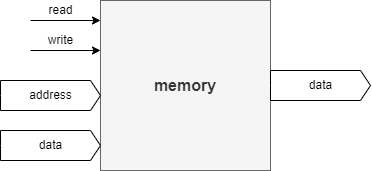 read
write
address
data
memory
data